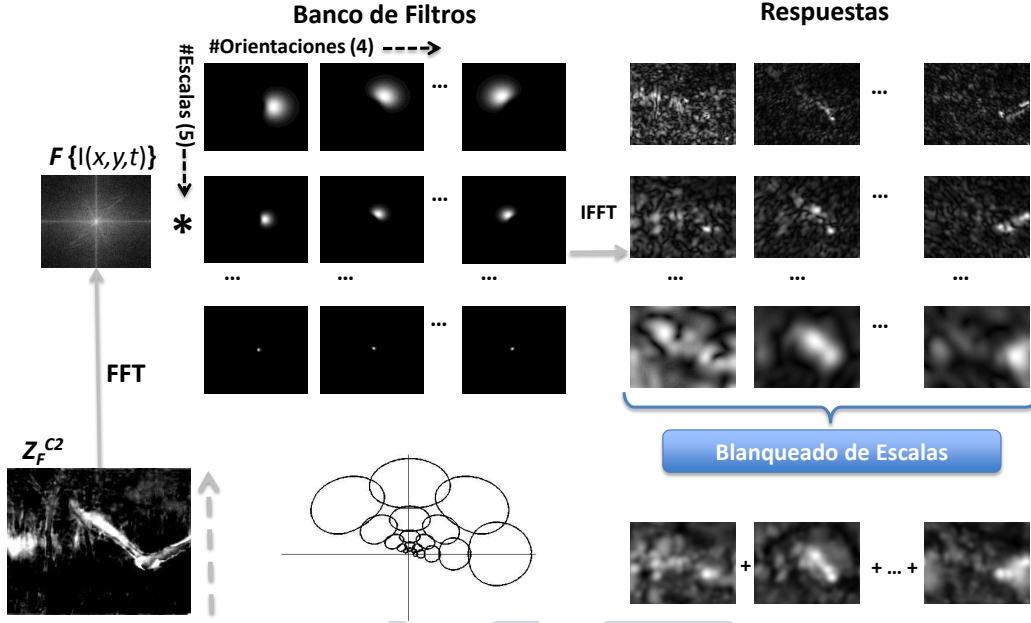 Banco de Filtros
Respuestas
#Orientaciones (4)
#Escalas (5)
...
...
F {I(x,y,t)}
*
...
IFFT
...
... ... ...
... ... ...
...
...
FFT
Blanqueado de Escalas
Z_F^C2
+ + ... +